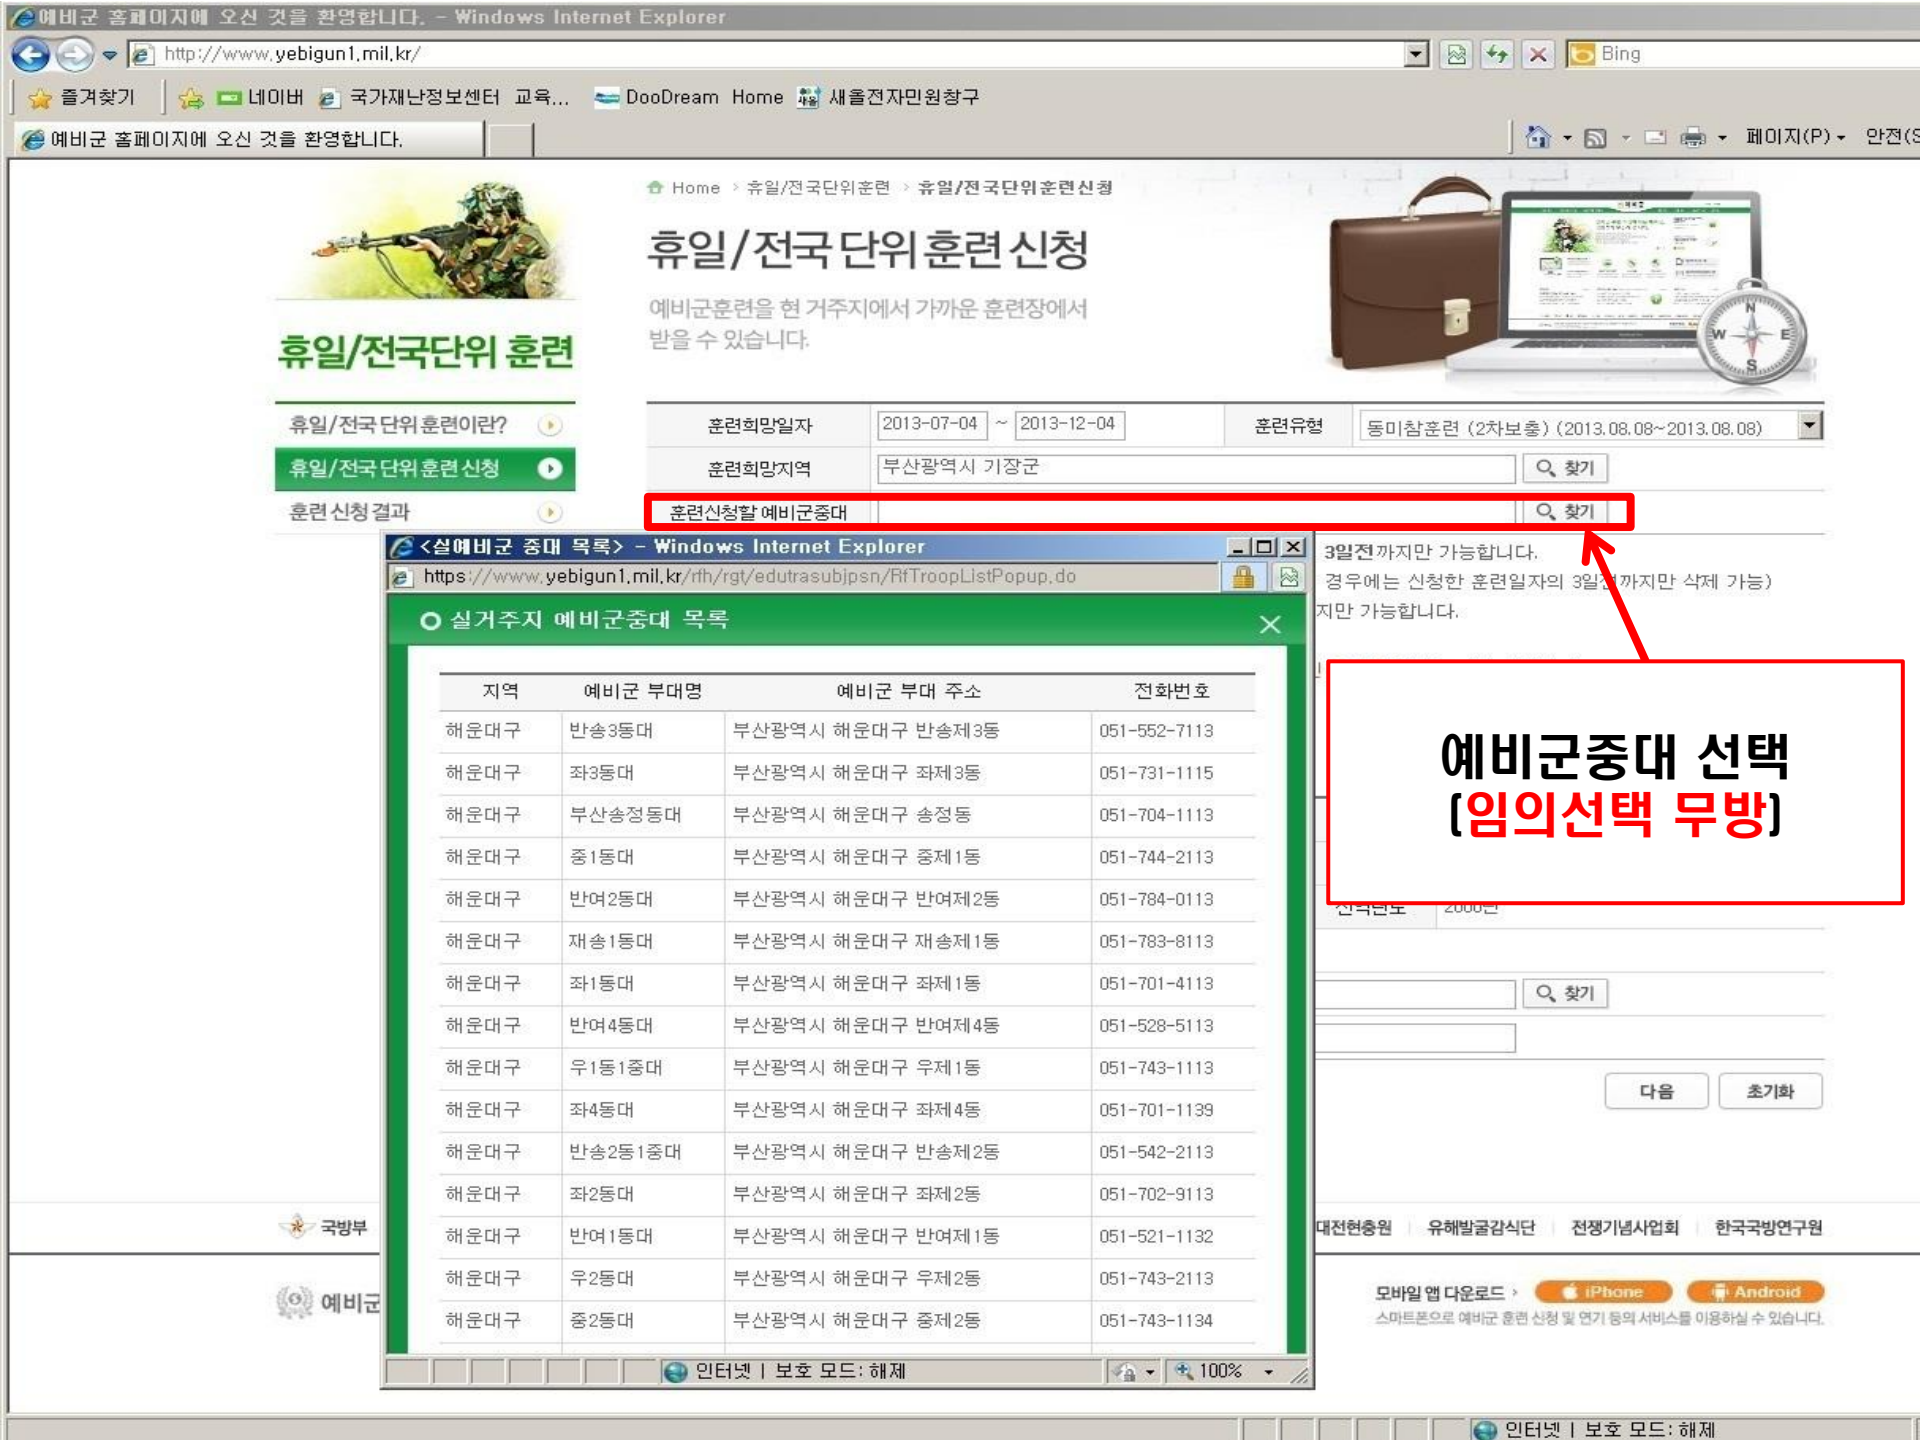 예비군 홈페이지에 오신 것을 환영합니다. - Windows Internet Explorer
http://www.yebigun1.mil.kr/
Bing
즐겨찾기 네이버 국가재난정보센터 교육... DooDream Home 새올전자민원창구
예비군 홈페이지에 오신 것을 환영합니다.
페이지(P) 안전(S
Home > 휴일/전국단위훈련 > 휴일/전국단위훈련신청
휴일/전국 단위 훈련 신청
예비군훈련을 현 거주지에서 가까운 훈련장에서
받을 수 있습니다.
N
W E
S
휴일/전국단위 훈련
휴일/전국 단위 훈련이란?
휴일/전국 단위 훈련 신청
훈련 신청 결과
훈련희망일자 2013-07-04 ~ 2013-12-04 훈련유형 동미참훈련 (2차보충) (2013.08.08~2013.08.08)
훈련희망지역 부산광역시 기장군 찾기
훈련신청할 예비군중대 찾기
3일전까지만 가능합니다.
경우에는 신청한 훈련일자의 3일전까지만 삭제 가능)
지만 가능합니다.
<실예비군 중대 목록> - Windows Internet Explorer
https://www.yebigun1.mil.kr/rfh/rgt/edutrasubjpsn/RfTroopListPopup.do
실거주지 예비군중대 목록
지역 예비군 부대명 예비군 부대 주소 전화번호
해운대구 반송3동대 부산광역시 해운대구 반송제3동 051-552-7113
해운대구 좌3동대 부산광역시 해운대구 좌제3동 051-731-1115
해운대구 부산송정동대 부산광역시 해운대구 송정동 051-704-1113
해운대구 중1동대 부산광역시 해운대구 중제1동 051-744-2113
해운대구 반여2동대 부산광역시 해운대구 반여제2동 051-784-0113
해운대구 재송1동대 부산광역시 해운대구 재송제1동 051-783-8113
해운대구 좌1동대 부산광역시 해운대구 좌제1동 051-701-4113
해운대구 반여4동대 부산광역시 해운대구 반여제4동 051-528-5113
해운대구 우1동1중대 부산광역시 해운대구 우제1동 051-743-1113
해운대구 좌4동대 부산광역시 해운대구 좌제4동 051-701-1139
해운대구 반송2동1중대 부산광역시 해운대구 반송제2동 051-542-2113
해운대구 좌2동대 부산광역시 해운대구 좌제2동 051-702-9113
해운대구 반여1동대 부산광역시 해운대구 반여제1동 051-521-1132
해운대구 우2동대 부산광역시 해운대구 우제2동 051-743-2113
해운대구 중2동대 부산광역시 해운대구 중제2동 051-743-1134
인터넷 | 보호 모드: 해제 100%
예비군중대 선택
(임의선택 무방)
2000년
찾기
다음 초기화
국방부 대전현충원 유해발굴감식단 전쟁기념사업회 한국국방연구원
예비군
모바일 앱 다운로드 > iPhone Android
스마트폰으로 예비군 훈련 신청 및 연기 등의 서비스를 이용하실 수 있습니다.
인터넷 | 보호 모드: 해제